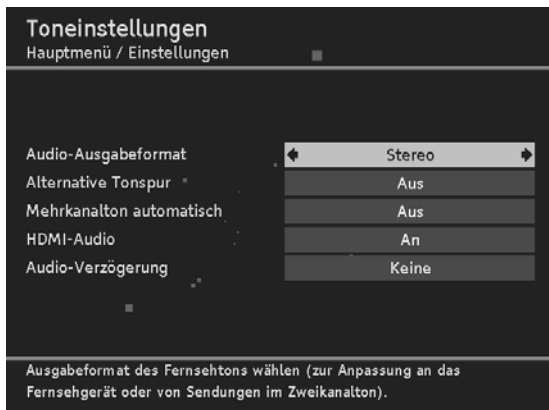 Toneinstellungen
Hauptmenü / Einstellungen
Audio-Ausgabeformat Stereo
Alternative Tonspur Aus
Mehrkanalton automatisch Aus
HDMI-Audio An
Audio-Verzögerung Keine
Ausgabeformat des Fernsehtons wählen (zur Anpassung an das
Fernsehgerät oder von Sendungen im Zweikanalton).